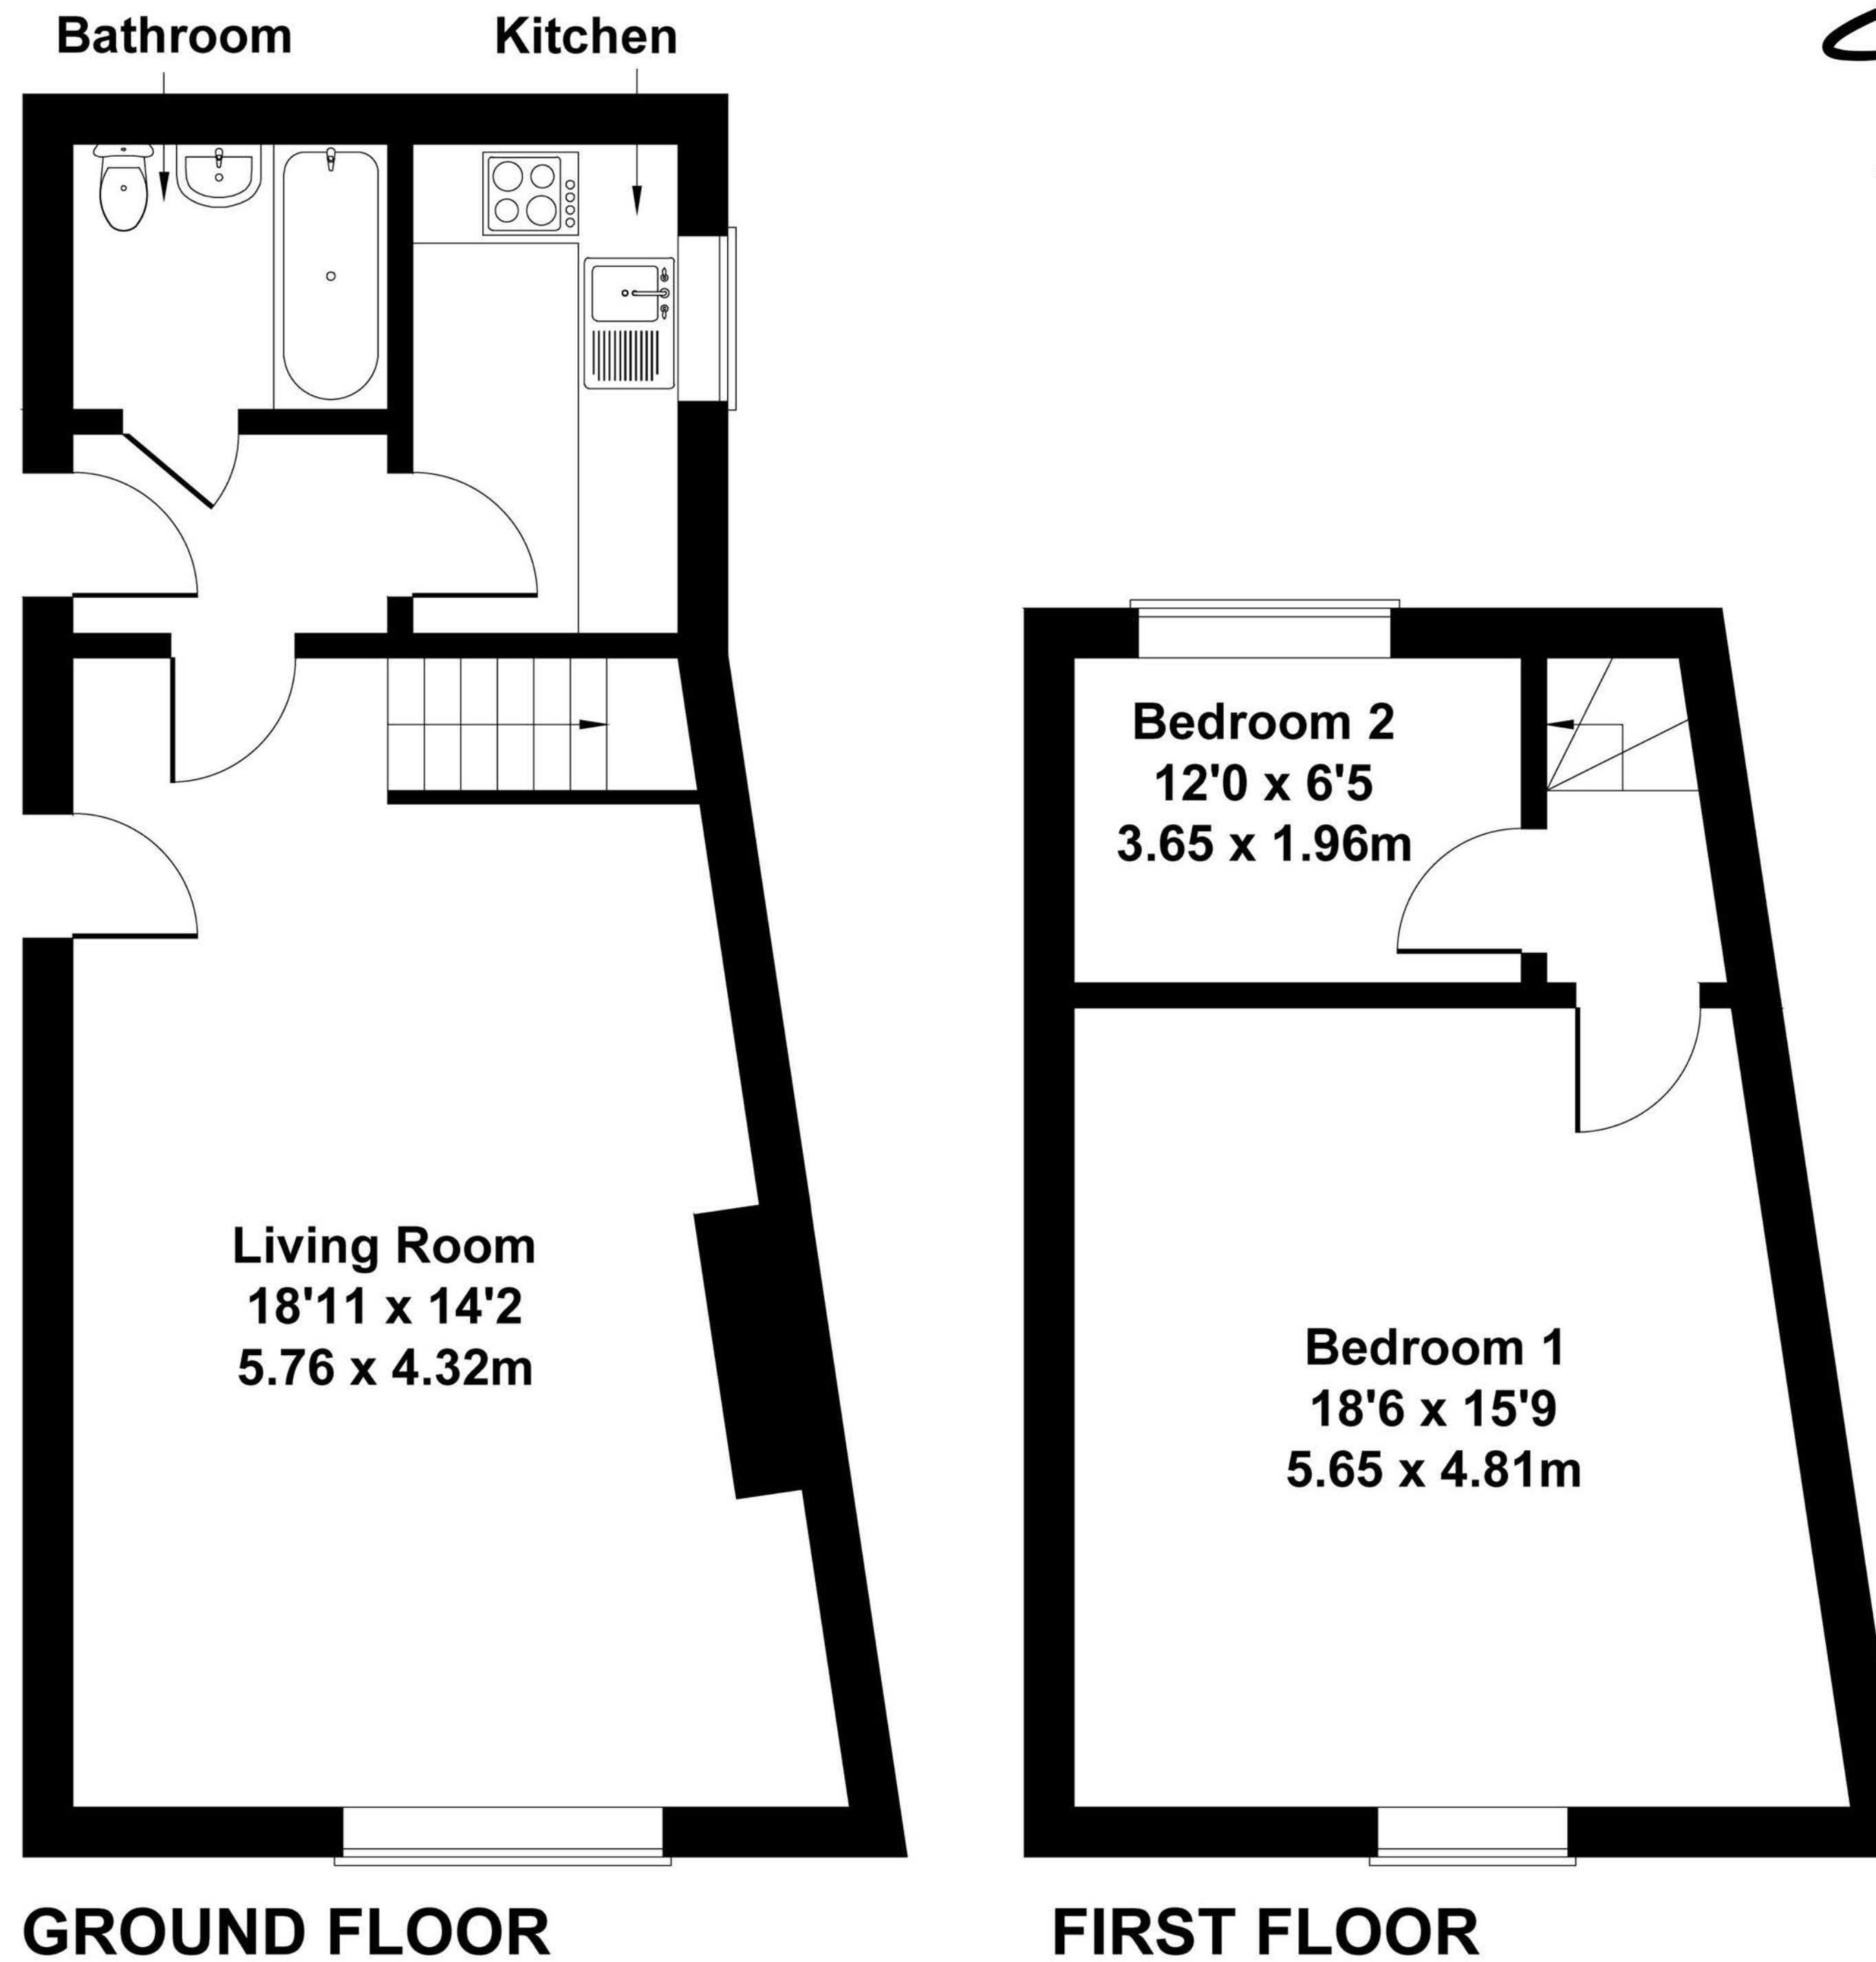 Bathroom
Kitchen
Bedroom 2
12'0 x 6'5
3.65 x 1.96m
Living Room
18'11 x 14'2
5.76 x 4.32m
Bedroom 1
18'6 x 15'9
5.65 x 4.81m
GROUND FLOOR
FIRST FLOOR